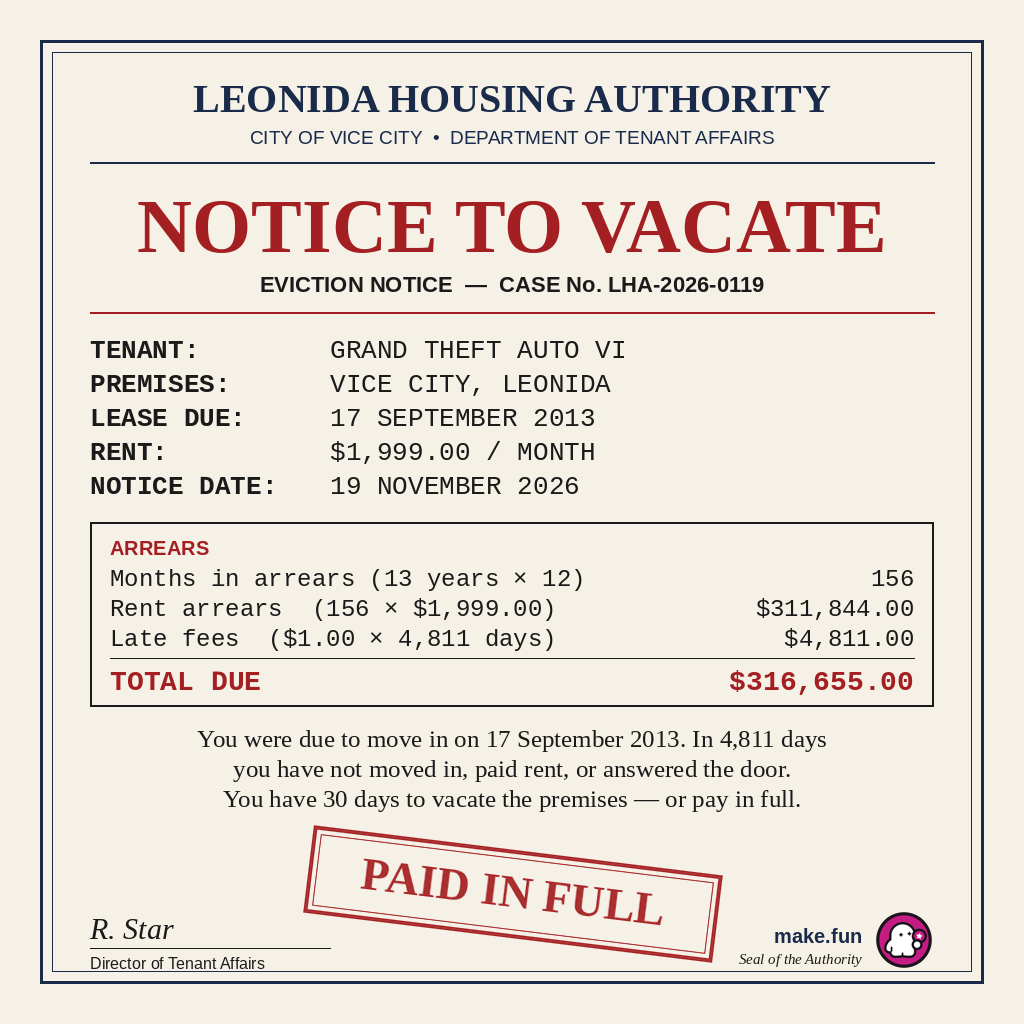 LEONIDA HOUSING AUTHORITY
CITY OF VICE CITY • DEPARTMENT OF TENANT AFFAIRS
NOTICE TO VACATE
EVICTION NOTICE — CASE No. LHA-2026-0119
TENANT: GRAND THEFT AUTO VI
PREMISES: VICE CITY, LEONIDA
LEASE DUE: 17 SEPTEMBER 2013
RENT: $1,999.00 / MONTH
NOTICE DATE: 19 NOVEMBER 2026
ARREARS
Months in arrears (13 years × 12) 156
Rent arrears (156 × $1,999.00) $311,844.00
Late fees ($1.00 × 4,811 days) $4,811.00
TOTAL DUE $316,655.00
You were due to move in on 17 September 2013. In 4,811 days
you have not moved in, paid rent, or answered the door.
You have 30 days to vacate the premises — or pay in full.
PAID IN FULL
R. Star
Director of Tenant Affairs
make.fun
Seal of the Authority